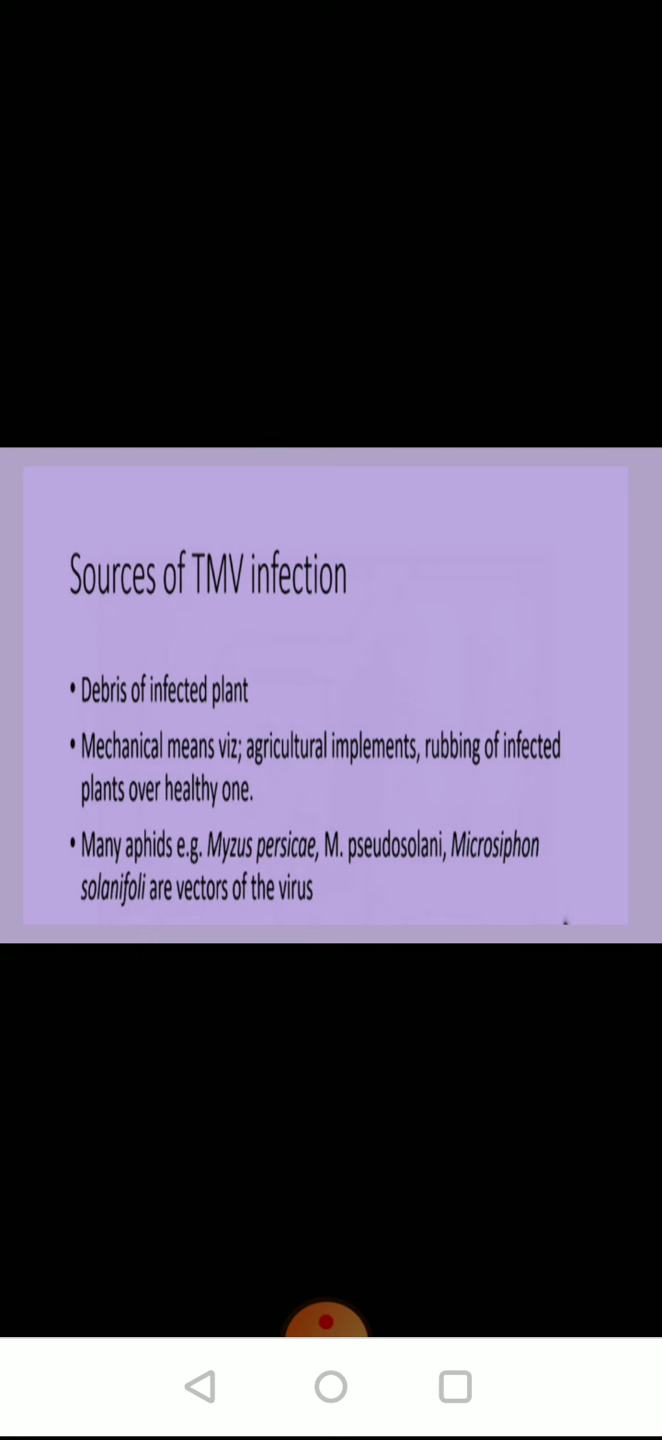 Sources of TMV infection
• Debris of infected plant
• Mechanical means viz; agricultural implements, rubbing of infected
plants over healthy one.
• Many aphids e.g. Myzus persicae, M. pseudosolani, Microsiphon
solanifoli are vectors of the virus